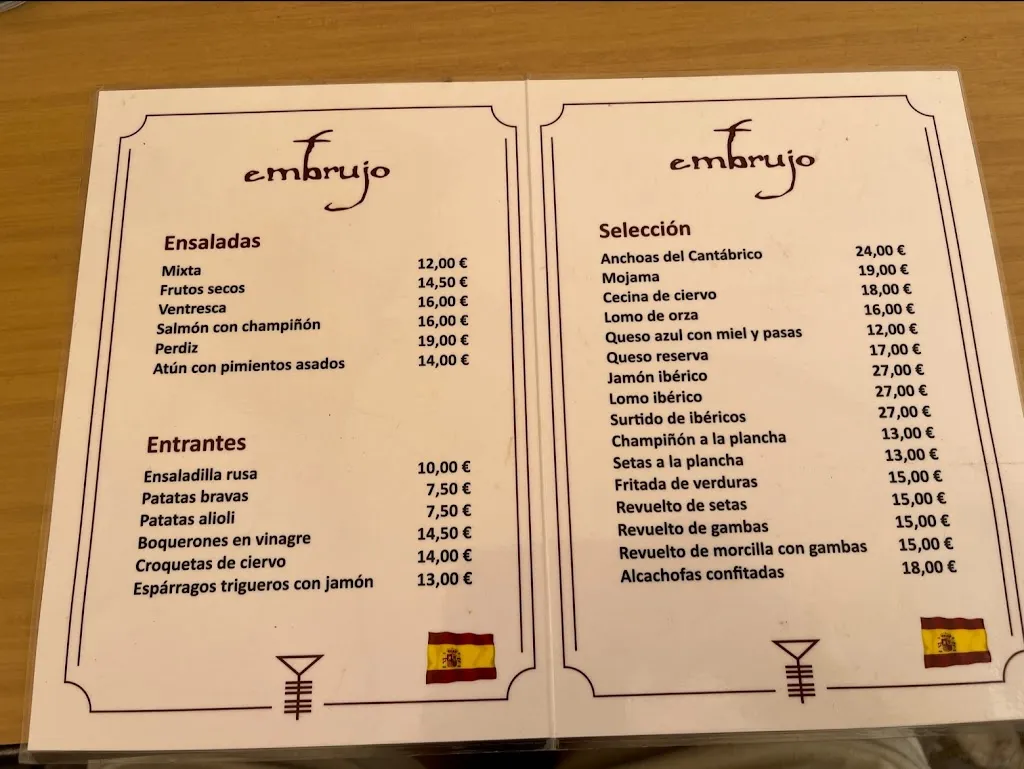 embrujo
Ensaladas
Mixta 12,00 €
Frutos secos 14,50 €
Ventresca 16,00 €
Salmón con champiñón 16,00 €
Perdiz 19,00 €
Atún con pimientos asados 14,00 €
Entrantes
Ensaladilla rusa 10,00 €
Patatas bravas 7,50 €
Patatas alioli 7,50 €
Boquerones en vinagre 14,50 €
Croquetas de ciervo 14,00 €
Espárragos trigueros con jamón 13,00 €
embrujo
Selección
Anchoas del Cantábrico 24,00 €
Mojama 19,00 €
Cecina de ciervo 18,00 €
Lomo de orza 16,00 €
Queso azul con miel y pasas 12,00 €
Queso reserva 17,00 €
Jamón ibérico 27,00 €
Lomo ibérico 27,00 €
Surtido de ibéricos 27,00 €
Champiñón a la plancha 13,00 €
Setas a la plancha 13,00 €
Fritada de verduras 15,00 €
Revuelto de setas 15,00 €
Revuelto de gambas 15,00 €
Revuelto de morcilla con gambas 15,00 €
Alcachofas confitadas 18,00 €